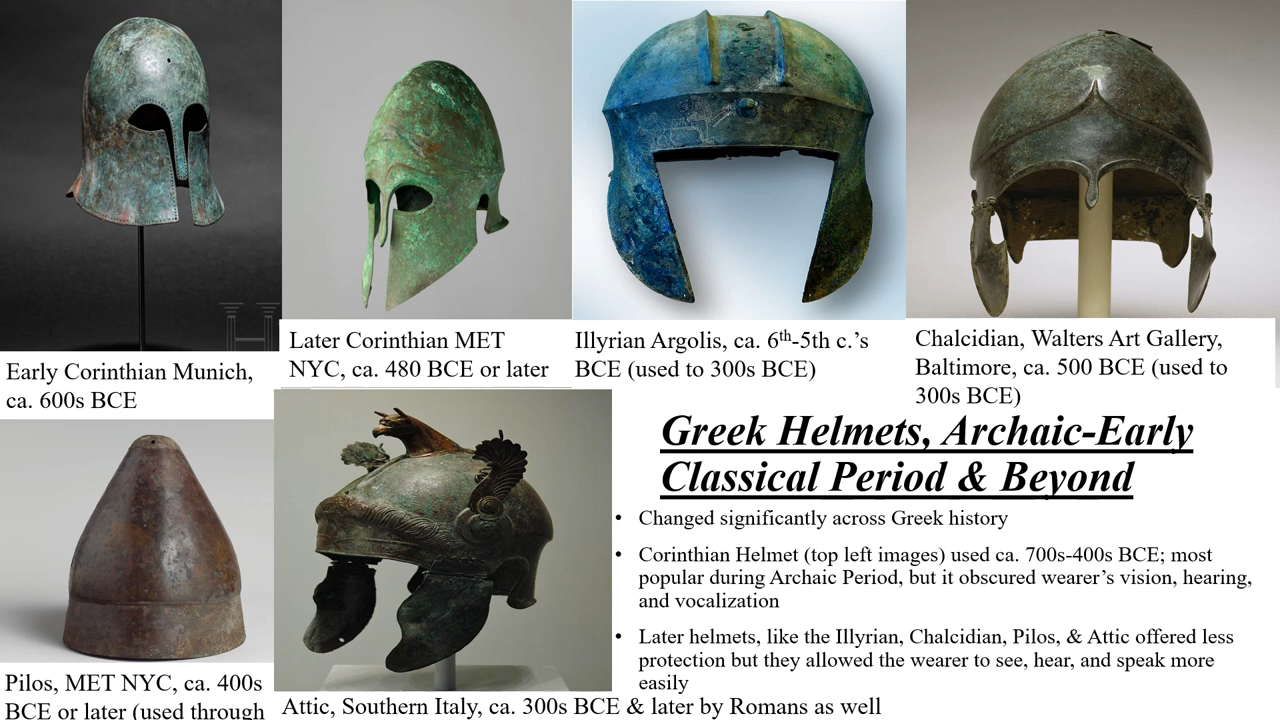 Early Corinthian Munich,
ca. 600s BCE
Later Corinthian MET
NYC, ca. 480 BCE or later
Illyrian Argolis, ca. 6th-5th c.’s
BCE (used to 300s BCE)
Chalcidian, Walters Art Gallery,
Baltimore, ca. 500 BCE (used to
300s BCE)
Pilos, MET NYC, ca. 400s
BCE or later (used through
Attic, Southern Italy, ca. 300s BCE & later by Romans as well
Greek Helmets, Archaic-Early
Classical Period & Beyond
• Changed significantly across Greek history
• Corinthian Helmet (top left images) used ca. 700s-400s BCE; most
popular during Archaic Period, but it obscured wearer’s vision, hearing,
and vocalization
• Later helmets, like the Illyrian, Chalcidian, Pilos, & Attic offered less
protection but they allowed the wearer to see, hear, and speak more
easily